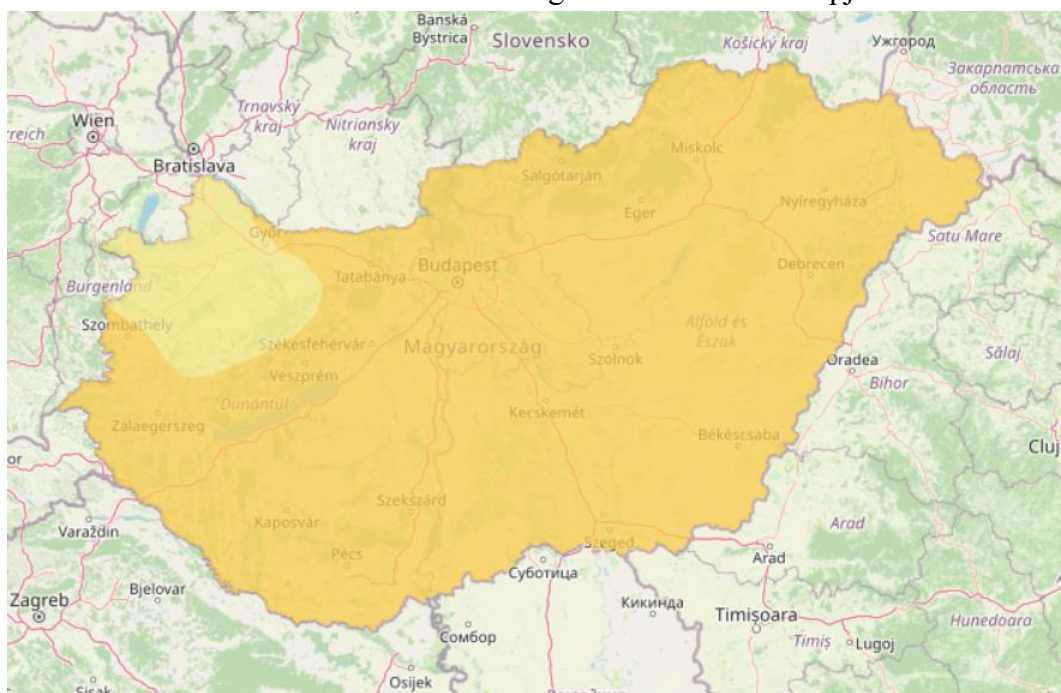 Banská
Bystrica
Slovensko
Košický kraj
Ужгород
Закарпатська
область
Wien
Trnavský
kraj
Nitriansky
kraj
Bratislava
Salgótarján
Miskolc
Nyíregyháza
Eger
Győr
Satu Mare
Tatabánya
Budapest
Debrecen
Burgenland
Szombathely
Székesfehérvár
Magyarország
Szolnok
Alföld és
Észak
Veszprém
Oradea
Sălaj
Bihor
Dunántúl
Zalaegerszeg
Kecskemét
Békéscsaba
Cluj
Szekszárd
Kaposvár
Varaždin
Pécs
Szeged
Arad
Суботица
Arad
Bjelovar
Zagreb
Кикинда
Timișoara
Hunedoara
Сомбор
Timiș
Lugoj
Osijek
Sisak